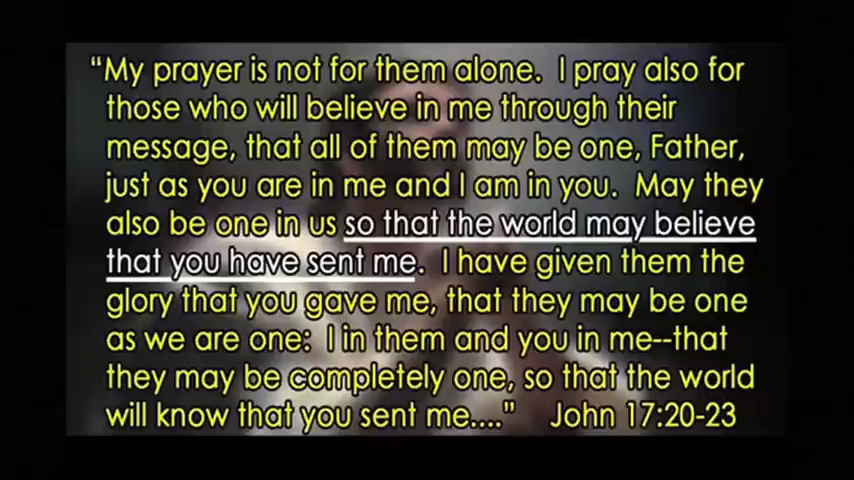 “My prayer is not for them alone.  I pray also for
those who will believe in me through their
message, that all of them may be one, Father,
just as you are in me and I am in you.  May they
also be one in us so that the world may believe
that you have sent me.  I have given them the
glory that you gave me, that they may be one
as we are one:  I in them and you in me--that
they may be completely one, so that the world
will know that you sent me....”    John 17:20-23